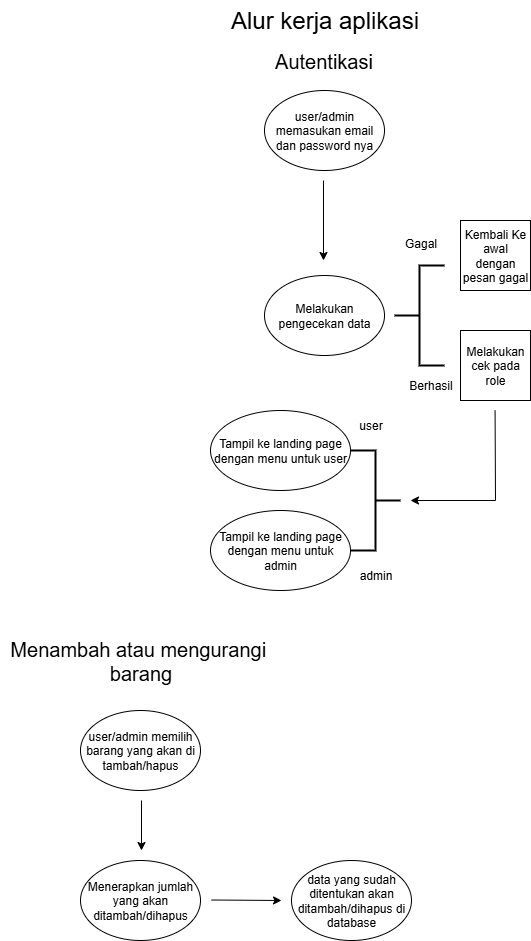 Alur kerja aplikasi
Autentikasi
user/admin
memasukan email
dan password nya
Gagal
Kembali Ke
awal
dengan
pesan gagal
Melakukan
pengecekan data
Berhasil
Melakukan
cek pada
role
user
Tampil ke landing page
dengan menu untuk user
Tampil ke landing page
dengan menu untuk
admin
admin
Menambah atau mengurangi
barang
user/admin memilih
barang yang akan di
tambah/hapus
Menerapkan jumlah
yang akan
ditambah/dihapus
data yang sudah
ditentukan akan
ditambah/dihapus di
database